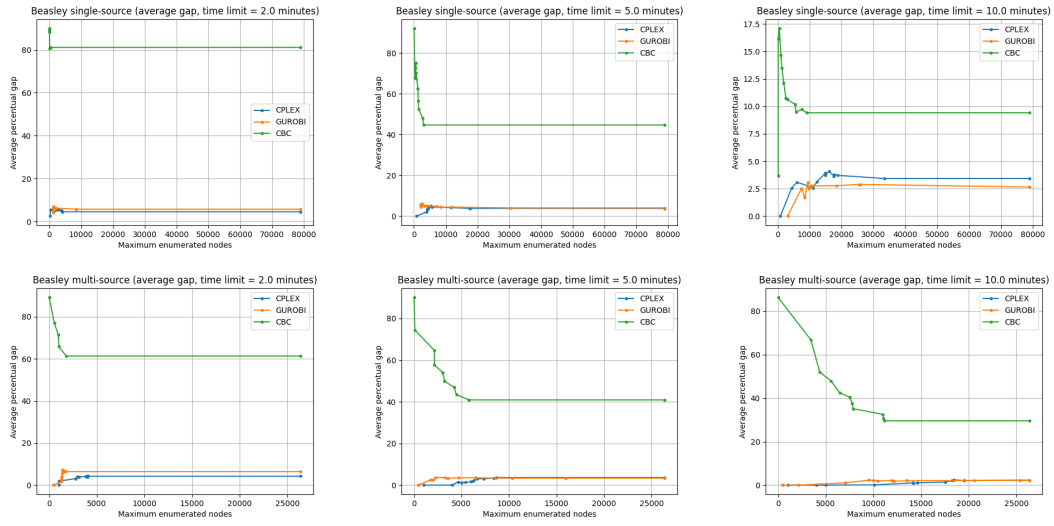 Beasley single-source (average gap, time limit = 2.0 minutes)
Average percentual gap
80
60
40
20
0
CPLEX
GUROBI
CBC
0 10000 20000 30000 40000 50000 60000 70000 80000
Maximum enumerated nodes
Beasley single-source (average gap, time limit = 5.0 minutes)
Average percentual gap
80
60
40
20
0
CPLEX
GUROBI
CBC
0 10000 20000 30000 40000 50000 60000 70000 80000
Maximum enumerated nodes
Beasley single-source (average gap, time limit = 10.0 minutes)
Average percentual gap
17.5
15.0
12.5
10.0
7.5
5.0
2.5
0.0
CPLEX
GUROBI
CBC
0 10000 20000 30000 40000 50000 60000 70000 80000
Maximum enumerated nodes
Beasley multi-source (average gap, time limit = 2.0 minutes)
Average percentual gap
80
60
40
20
0
CPLEX
GUROBI
CBC
0 5000 10000 15000 20000 25000
Maximum enumerated nodes
Beasley multi-source (average gap, time limit = 5.0 minutes)
Average percentual gap
80
60
40
20
0
CPLEX
GUROBI
CBC
0 5000 10000 15000 20000 25000
Maximum enumerated nodes
Beasley multi-source (average gap, time limit = 10.0 minutes)
Average percentual gap
80
60
40
20
0
CPLEX
GUROBI
CBC
0 5000 10000 15000 20000 25000
Maximum enumerated nodes